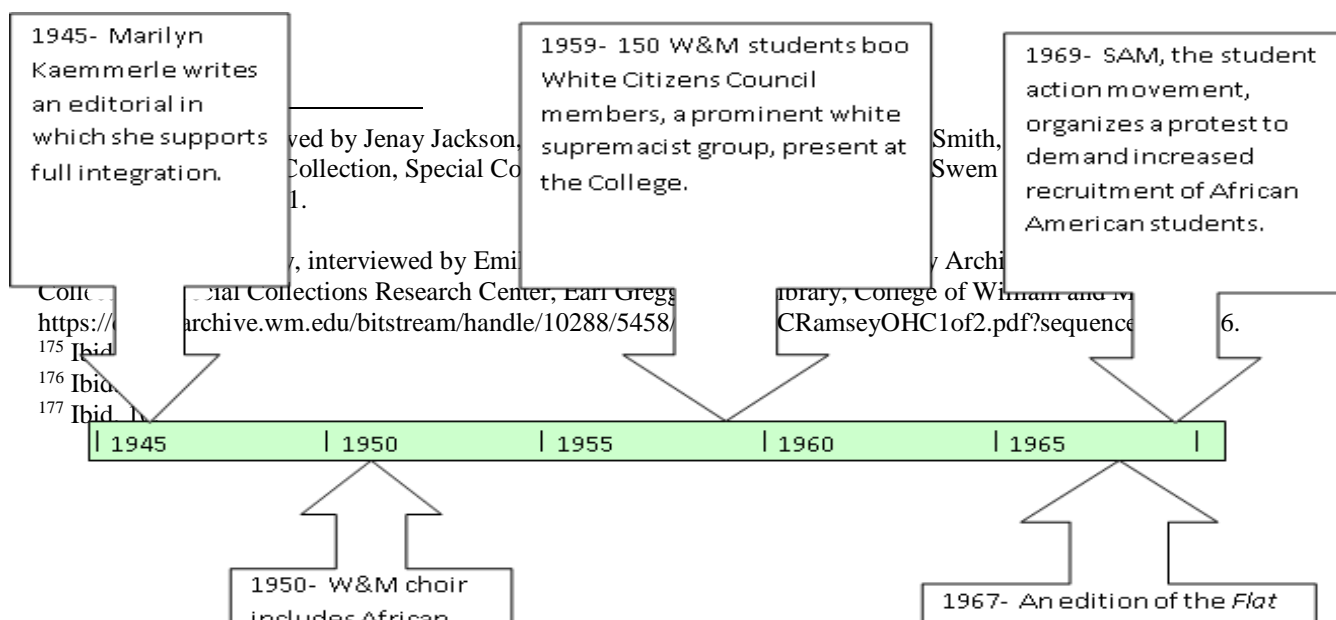 1945- Marilyn
Kaemmerle writes
an editorial in
which she supports
full integration.
1959- 150 W&M students boo
White Citizens Council
members, a prominent white
supremacist group, present at
the College.
1969- SAM, the student
action movement,
organizes a protest to
demand increased
recruitment of African
American students.
ved by Jenay Jackson, Smith,
Collection, Special Co Swem
1.
, interviewed by Emi Archi
cial Collections Research Center, Earl Gregg ibrary, College of William and M
https:// archive.wm.edu/bitstream/handle/10288/5458/ CRamseyOHC1of2.pdf?sequence 6.
175 Ibid
176 Ibid.
177 Ibid.
1945 1950 1955 1960 1965
1950- W&M choir
includes African
1967- An edition of the Flat